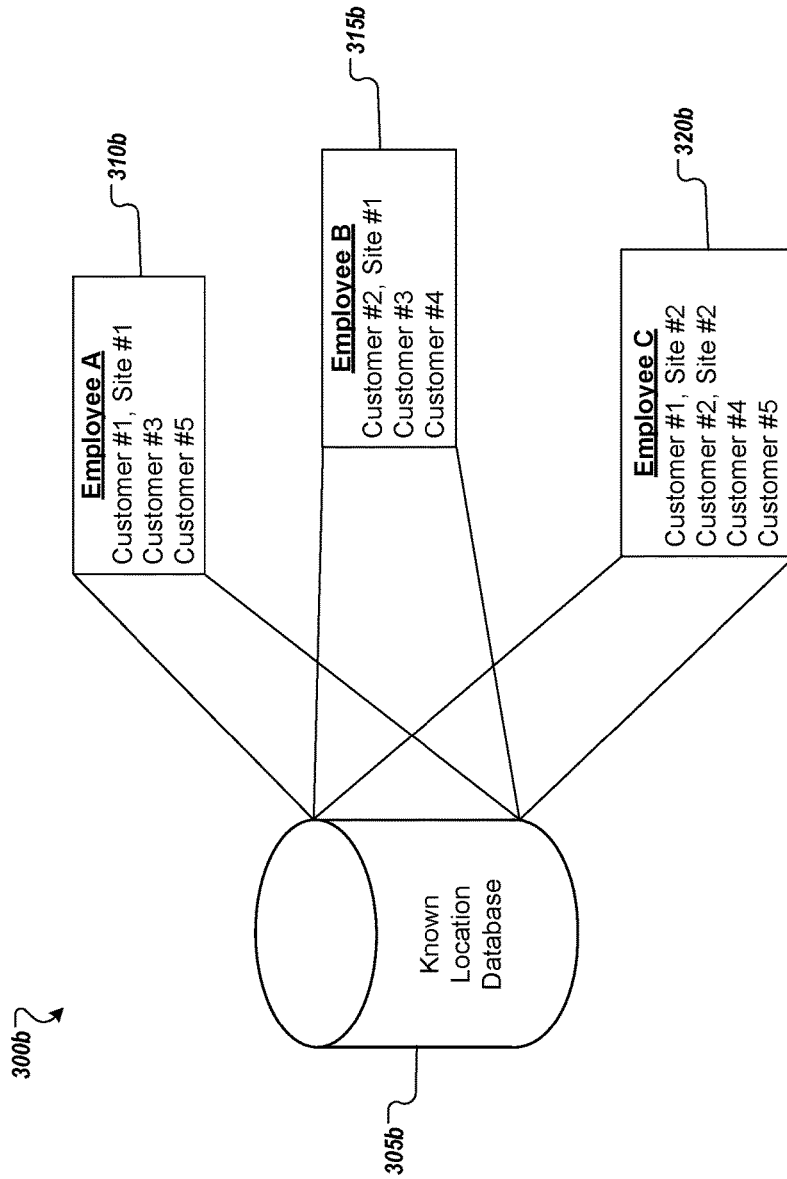 300b
305b
Known
Location
Database
310b
Employee A
Customer #1, Site #1
Customer #3
Customer #5
315b
Employee B
Customer #2, Site #1
Customer #3
Customer #4
320b
Employee C
Customer #1, Site #2
Customer #2, Site #2
Customer #4
Customer #5